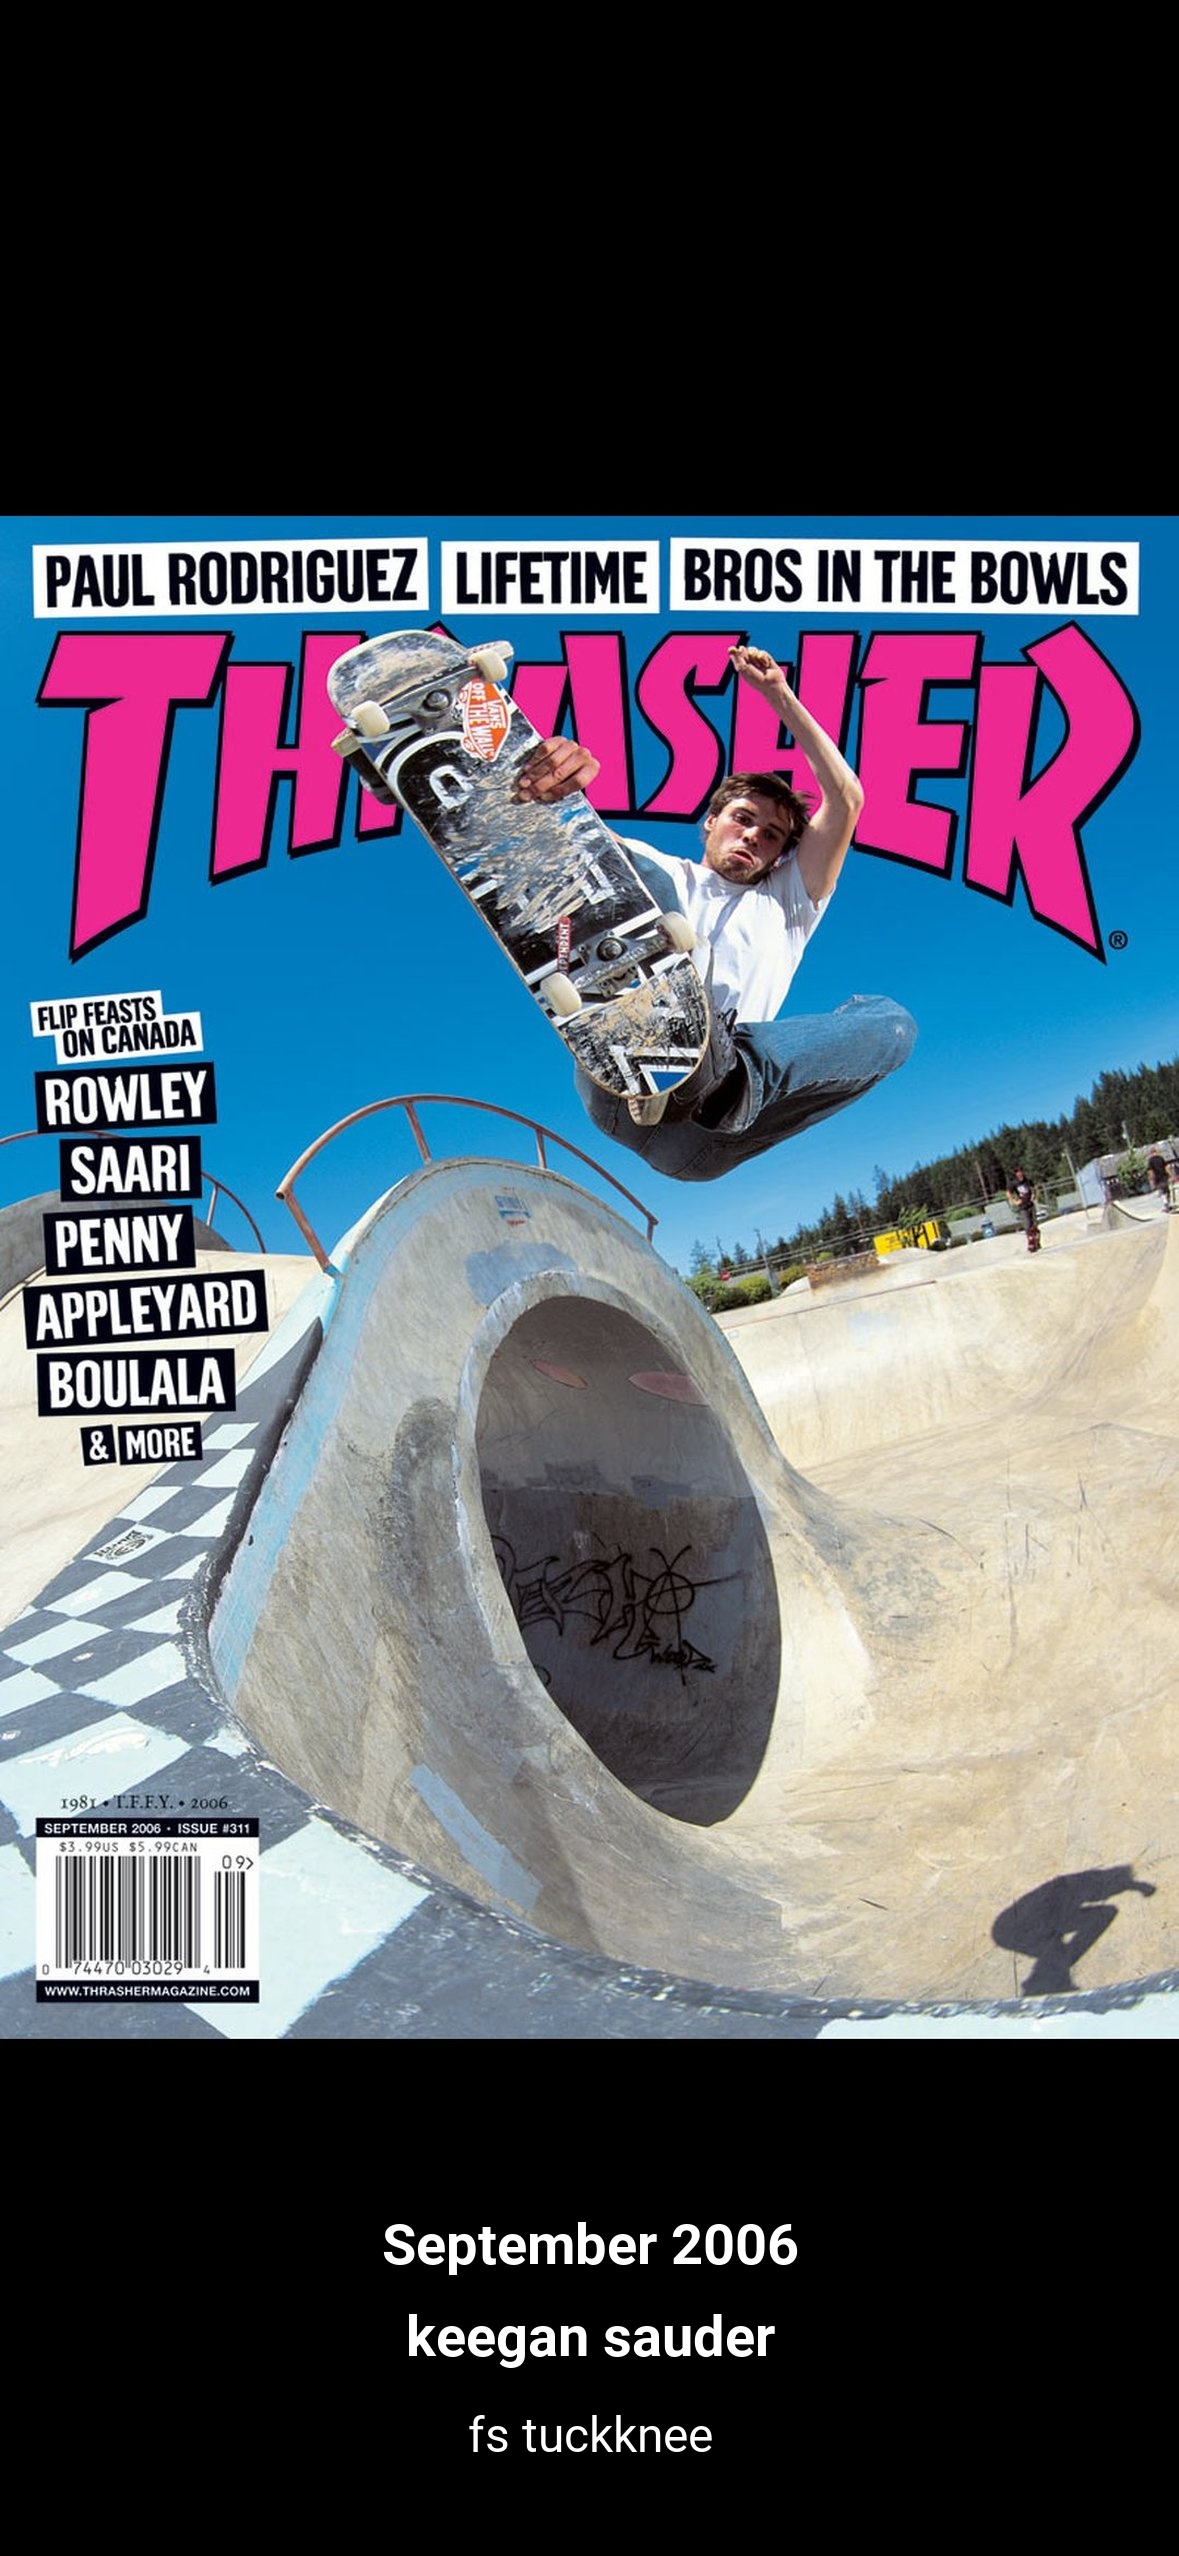 PAUL RODRIGUEZ LIFETIME BROS IN THE BOWLS
THRASHER
®
VANS
OFF THE WALL
FLIP FEASTS
ON CANADA
ROWLEY
SAARI
PENNY
APPLEYARD
BOULALA
& MORE
1981 • T.F.F.Y. • 2006
SEPTEMBER 2006 • ISSUE #311
$3.99US $5.99CAN
09>
0 74470 03029 4
WWW.THRASHERMAGAZINE.COM
September 2006
keegan sauder
fs tuckknee